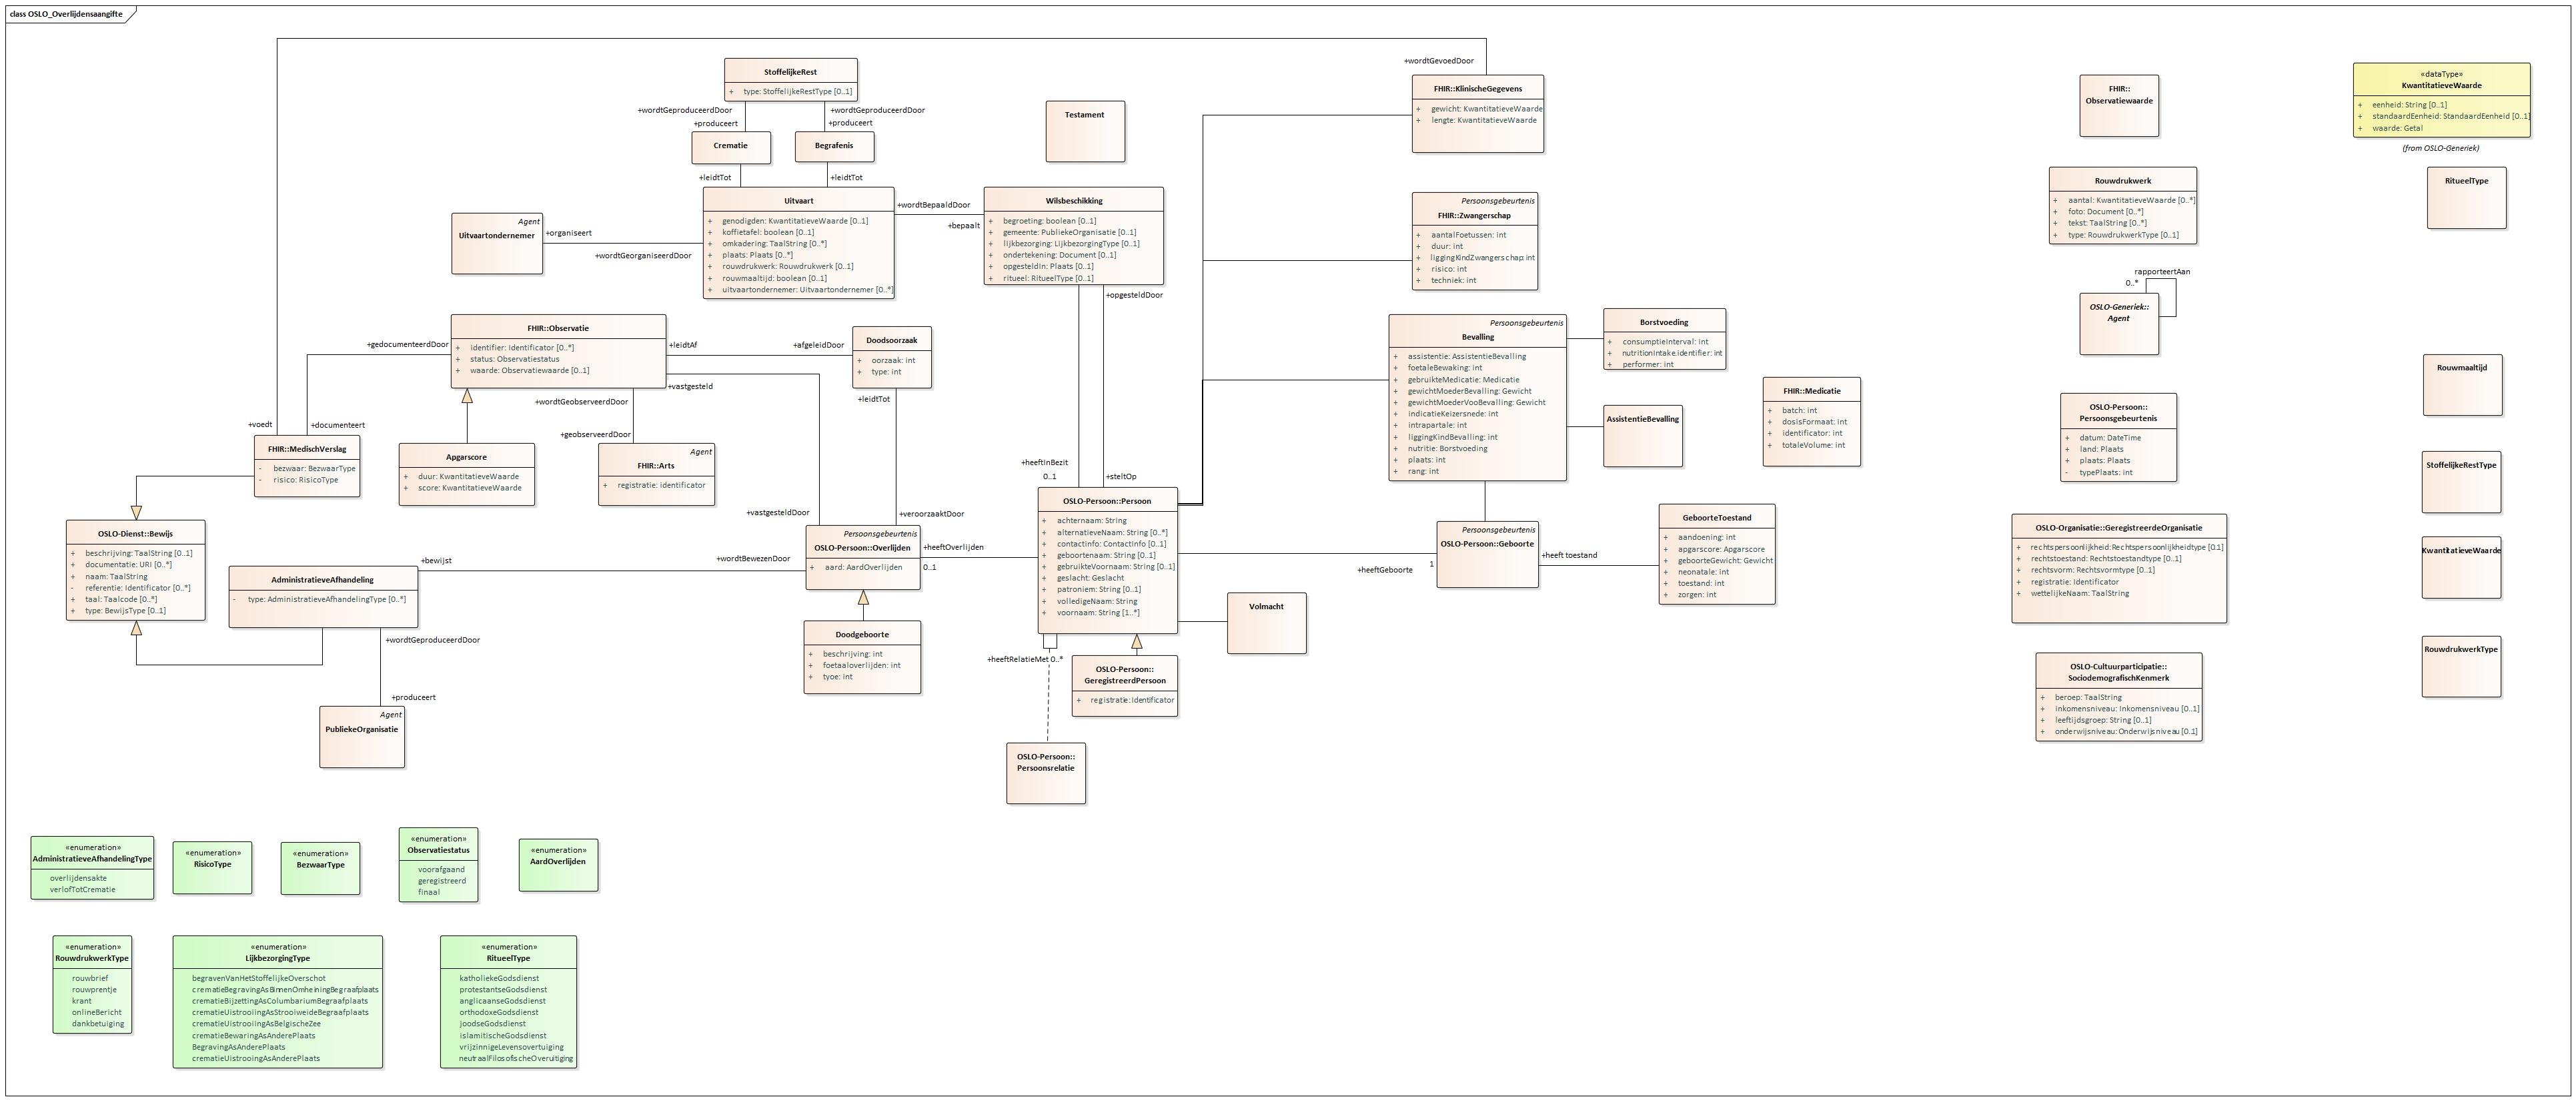 class OSLO_Overlijdensaangifte
+wordtGevoedDoor
StoffelijkeRest
+ type: StoffelijkeRestType [0..1]
+wordtGeproduceerdDoor
+wordtGeproduceerdDoor
+produceert
+produceert
Crematie
Begrafenis
+leidtTot
+leidtTot
Testament
FHIR::KlinischeGegevens
+ gewicht: KwantitatieveWaarde
+ lengte: KwantitatieveWaarde
FHIR::
Observatiewaarde
«dataType»
KwantitatieveWaarde
+ eenheid: String [0..1]
+ standaardEenheid: StandaardEenheid [0..1]
+ waarde: Getal
(from OSLO-Generiek)
Agent
Uitvaartondernemer
+organiseert
+wordtGeorganiseerdDoor
Uitvaart
+ genodigden: KwantitatieveWaarde [0..1]
+ koffietafel: boolean [0..1]
+ omkadering: TaalString [0..*]
+ plaats: Plaats [0..*]
+ rouwdrukwerk: Rouwdrukwerk [0..1]
+ rouwmaaltijd: boolean [0..1]
+ uitvaartondernemer: Uitvaartondernemer [0..*]
+wordtBepaaldDoor
+bepaalt
Wilsbeschikking
+ begroeting: boolean [0..1]
+ gemeente: PubliekeOrganisatie [0..1]
+ lijkbezorging: LijkbezorgingType [0..1]
+ ondertekening: Document [0..1]
+ opgesteldIn: Plaats [0..1]
+ ritueel: RitueelType [0..1]
+opgesteldDoor
Persoonsgebeurtenis
FHIR::Zwangerschap
+ aantalFoetussen: int
+ duur: int
+ liggingKindZwangerschap: int
+ risico: int
+ techniek: int
Rouwdrukwerk
+ aantal: KwantitatieveWaarde [0..*]
+ foto: Document [0..*]
+ tekst: TaalString [0..*]
+ type: RouwdrukwerkType [0..1]
RitueelType
rapporteertAan
0..*
OSLO-Generiek::
Agent
FHIR::Observatie
+ identifier: Identificator [0..*]
+ status: Observatiestatus
+ waarde: Observatiewaarde [0..1]
+gedocumenteerdDoor
+leidtAf
+afgeleidDoor
+vastgesteld
+wordtGeobserveerdDoor
+geobserveerdDoor
Doodsoorzaak
+ oorzaak: int
+ type: int
+leidtTot
Persoonsgebeurtenis
Bevalling
+ assistentie: AssistentieBevalling
+ foetaleBewaking: int
+ gebruikteMedicatie: Medicatie
+ gewichtMoederBevalling: Gewicht
+ gewichtMoederVooBevalling: Gewicht
+ indicatieKeizersnede: int
+ intrapartale: int
+ liggingKindBevalling: int
+ nutritie: Borstvoeding
+ plaats: int
+ rang: int
Borstvoeding
+ consumptieInterval: int
+ nutritionIntake.identifier: int
+ performer: int
AssistentieBevalling
FHIR::Medicatie
+ batch: int
+ dosisFormaat: int
+ identificator: int
+ totaleVolume: int
OSLO-Persoon::
Persoonsgebeurtenis
+ datum: DateTime
+ land: Plaats
+ plaats: Plaats
- typePlaats: int
Rouwmaaltijd
StoffelijkeRestType
+voedt
+documenteert
FHIR::MedischVerslag
- bezwaar: BezwaarType
- risico: RisicoType
Apgarscore
+ duur: KwantitatieveWaarde
+ score: KwantitatieveWaarde
Agent
FHIR::Arts
+ registratie: identificator
+vastgesteldDoor
+veroorzaaktDoor
+heeftInBezit
0..1
+steltOp
OSLO-Dienst::Bewijs
+ beschrijving: TaalString [0..1]
+ documentatie: URI [0..*]
+ naam: TaalString
- referentie: Identificator [0..*]
+ taal: Taalcode [0..*]
+ type: BewijsType [0..1]
AdministratieveAfhandeling
- type: AdministratieveAfhandelingType [0..*]
+bewijst
+wordtBewezenDoor
Persoonsgebeurtenis
OSLO-Persoon::Overlijden
+ aard: AardOverlijden
+heeftOverlijden
0..1
OSLO-Persoon::Persoon
+ achternaam: String
+ alternatieveNaam: String [0..*]
+ contactinfo: ContactInfo [0..1]
+ geboortenaam: String [0..1]
+ gebruikteVoornaam: String [0..1]
+ geslacht: Geslacht
+ patroniem: String [0..1]
+ volledigeNaam: String
+ voornaam: String [1..*]
+heeftGeboorte
1
Persoonsgebeurtenis
OSLO-Persoon::Geboorte
+heeft toestand
GeboorteToestand
+ aandoening: int
+ apgarscore: Apgarscore
+ geboorteGewicht: Gewicht
+ neonatale: int
+ toestand: int
+ zorgen: int
OSLO-Organisatie::GeregistreerdeOrganisatie
+ rechtspersoonlijkheid: Rechtspersoonlijkheidtype [0.1]
+ rechtstoestand: Rechtstoestandtype [0..1]
+ rechtsvorm: Rechtsvormtype [0..1]
+ registratie: Identificator
+ wettelijkeNaam: TaalString
KwantitatieveWaarde
+wordtGeproduceerdDoor
+produceert
Agent
PubliekeOrganisatie
Doodgeboorte
+ beschrijving: int
+ foetaaloverlijden: int
+ tyoe: int
Volmacht
+heeftRelatieMet 0..*
OSLO-Persoon::
GeregistreerdPersoon
+ registratie: Identificator
OSLO-Persoon::
Persoonsrelatie
OSLO-Cultuurparticipatie::
SociodemografischKenmerk
+ beroep: TaalString
+ inkomensniveau: Inkomensniveau [0..1]
+ leeftijdsgroep: String [0..1]
+ onderwijsniveau: Onderwijsniveau [0..1]
RouwdrukwerkType
«enumeration»
AdministratieveAfhandelingType
overlijdensakte
verlofTotCrematie
«enumeration»
RisicoType
«enumeration»
BezwaarType
«enumeration»
Observatiestatus
voorafgaand
geregistreerd
finaal
«enumeration»
AardOverlijden
«enumeration»
RouwdrukwerkType
rouwbrief
rouwprentje
krant
onlineBericht
dankbetuiging
«enumeration»
LijkbezorgingType
begravenVanHetStoffelijkeOverschot
crematieBegravingAsBinnenOmheiningBegraafplaats
crematieBijzettingAsColumbariumBegraafplaats
crematieUistrooiingAsStrooiweideBegraafplaats
crematieUistrooiingAsBelgischeZee
crematieBewaringAsAnderePlaats
BegravingAsAnderePlaats
crematieUistrooingAsAnderePlaats
«enumeration»
RitueelType
katholiekeGodsdienst
protestantseGodsdienst
anglicaanseGodsdienst
orthodoxeGodsdienst
joodseGodsdienst
islamitischeGodsdienst
vrijzinnigeLevensovertuiging
neutraalFilosofischeOveruitiging